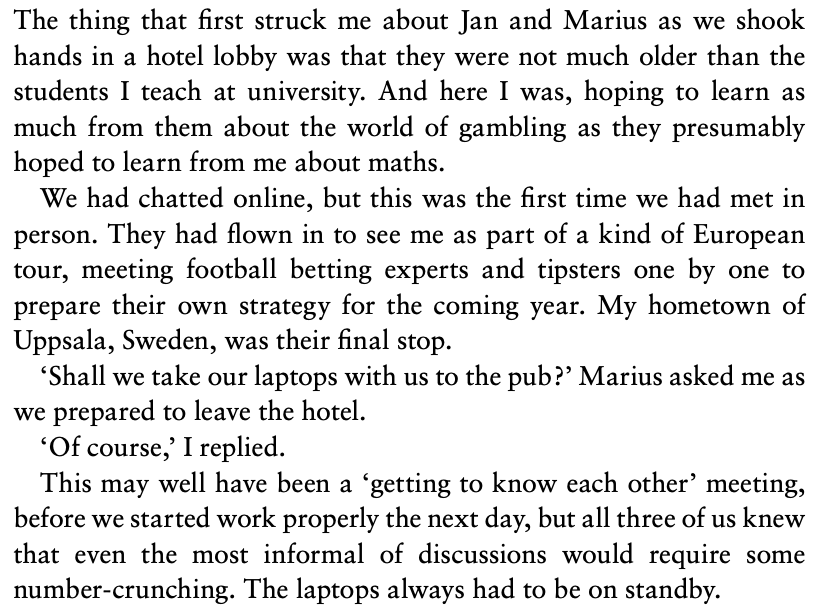 The thing that first struck me about Jan and Marius as we shook
hands in a hotel lobby was that they were not much older than the
students I teach at university. And here I was, hoping to learn as
much from them about the world of gambling as they presumably
hoped to learn from me about maths.
We had chatted online, but this was the first time we had met in
person. They had flown in to see me as part of a kind of European
tour, meeting football betting experts and tipsters one by one to
prepare their own strategy for the coming year. My hometown of
Uppsala, Sweden, was their final stop.
‘Shall we take our laptops with us to the pub?’ Marius asked me as
we prepared to leave the hotel.
‘Of course,’ I replied.
This may well have been a ‘getting to know each other’ meeting,
before we started work properly the next day, but all three of us knew
that even the most informal of discussions would require some
number-crunching. The laptops always had to be on standby.